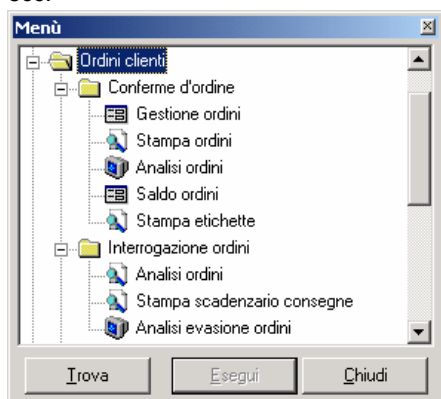 Menù
Ordini clienti
Conferme d'ordine
Gestione ordini
Stampa ordini
Analisi ordini
Saldo ordini
Stampa etichette
Interrogazione ordini
Analisi ordini
Stampa scadenzario consegne
Analisi evasione ordini
Trova Esegui Chiudi